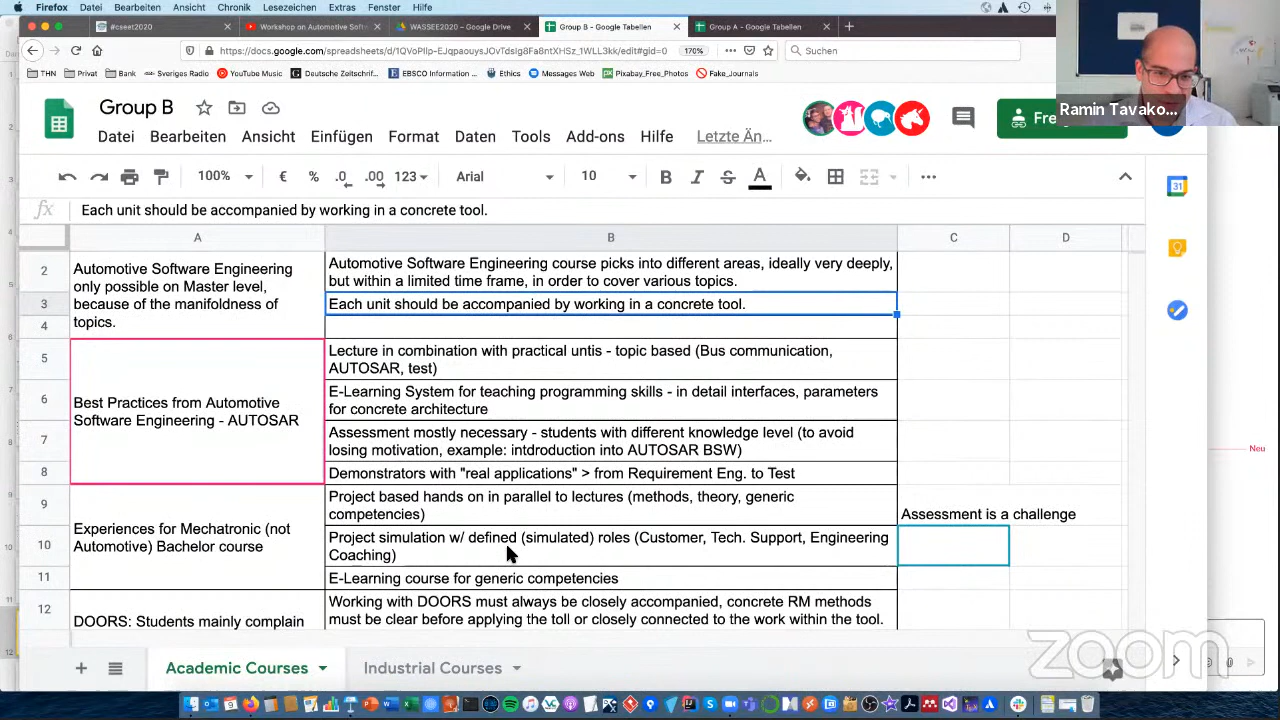 Firefox Ablage Bearbeiten Ansicht Chronik Lesezeichen Extras Fenster Hilfe
#cseet2020
Workshop on Automotive Softw
WASSEE2020 – Google Drive
Group B - Google Tabellen
Group A - Google Tabellen
170%
Suchen
THN Privat Bank Sveriges Radio YouTube Music Deutsche Zeitschrif... EBSCO Information ... Ethics Messages Web Pixabay_Free_Photos Fake_Journals
Ramin Tavako...
Group B
Datei Bearbeiten Ansicht Einfügen Format Daten Tools Add-ons Hilfe Letzte Än...
Fre
100% € % .0 .00 123 Arial 10 B I S A
31
fx Each unit should be accompanied by working in a concrete tool.
A B C D
2
Automotive Software Engineering
only possible on Master level,
because of the manifoldness of
topics.
Automotive Software Engineering course picks into different areas, ideally very deeply,
but within a limited time frame, in order to cover various topics.
3
Each unit should be accompanied by working in a concrete tool.
4
5
Lecture in combination with practical untis - topic based (Bus communication,
AUTOSAR, test)
Best Practices from Automotive
Software Engineering - AUTOSAR
6
E-Learning System for teaching programming skills - in detail interfaces, parameters
for concrete architecture
7
Assessment mostly necessary - students with different knowledge level (to avoid
losing motivation, example: intdroduction into AUTOSAR BSW)
8
Demonstrators with "real applications" > from Requirement Eng. to Test
9
Project based hands on in parallel to lectures (methods, theory, generic
competencies)
Assessment is a challenge
Experiences for Mechatronic (not
Automotive) Bachelor course
10
Project simulation w/ defined (simulated) roles (Customer, Tech. Support, Engineering
Coaching)
11
E-Learning course for generic competencies
12
DOORS: Students mainly complain
Working with DOORS must always be closely accompanied, concrete RM methods
must be clear before applying the toll or closely connected to the work within the tool.
Neu
Academic Courses Industrial Courses
zoom